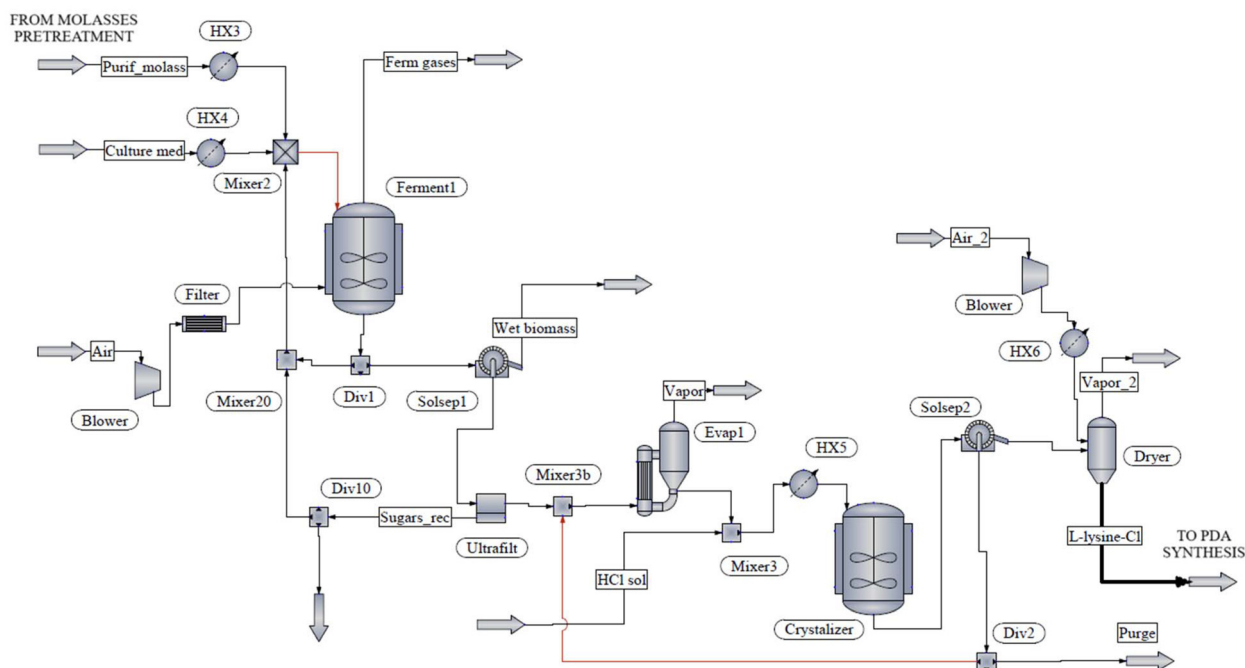 FROM MOLASSES
PRETREATMENT
HX3
Purif_molass
Ferm gases
HX4
Culture med
Mixer2
Ferment1
Air_2
Filter
Blower
Wet biomass
HX6
Air
Vapor_2
Div1
Solsep1
Vapor
Solsep2
Mixer20
Blower
Evap1
HX5
Dryer
Mixer3b
Div10
Sugars_rec
L-lysine-Cl
TO PDA
SYNTHESIS
Ultrafilt
Mixer3
HCl sol
Crystalizer
Div2
Purge